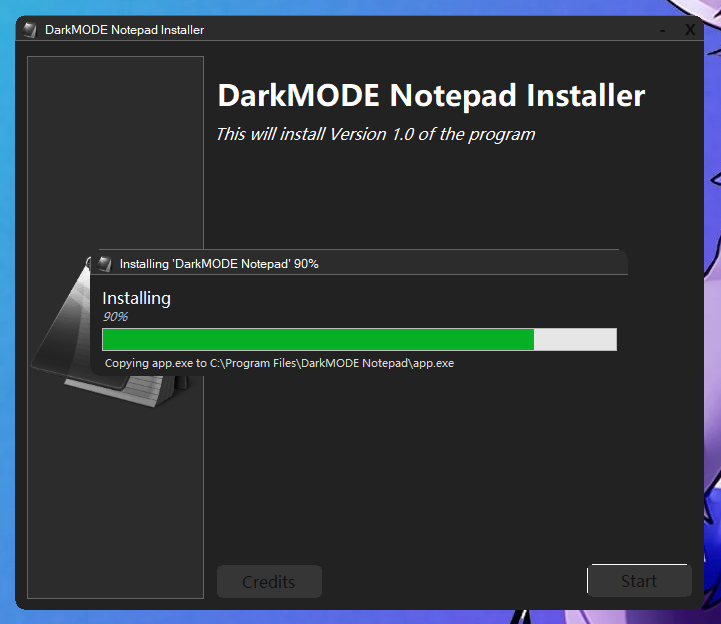 DarkMODE Notepad Installer
- X
DarkMODE Notepad Installer
This will install Version 1.0 of the program
Installing 'DarkMODE Notepad' 90%
Installing
90%
Copying app.exe to C:\Program Files\DarkMODE Notepad\app.exe
Credits
Start